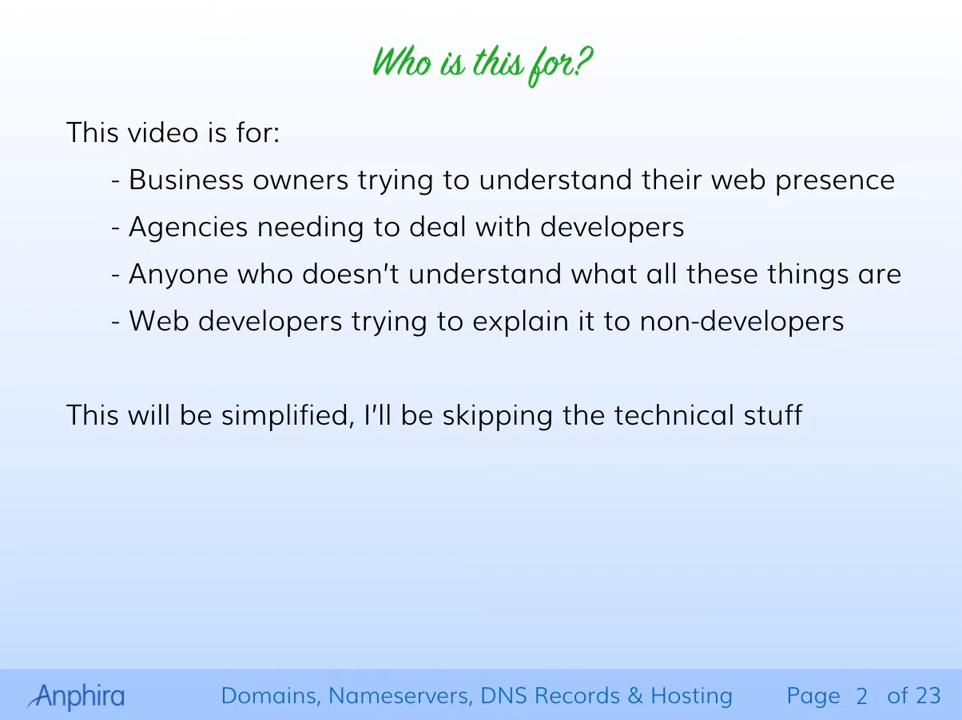 Who is this for?
This video is for:
- Business owners trying to understand their web presence
- Agencies needing to deal with developers
- Anyone who doesn’t understand what all these things are
- Web developers trying to explain it to non-developers
This will be simplified, I’ll be skipping the technical stuff
Anphira Domains, Nameservers, DNS Records & Hosting Page 2 of 23